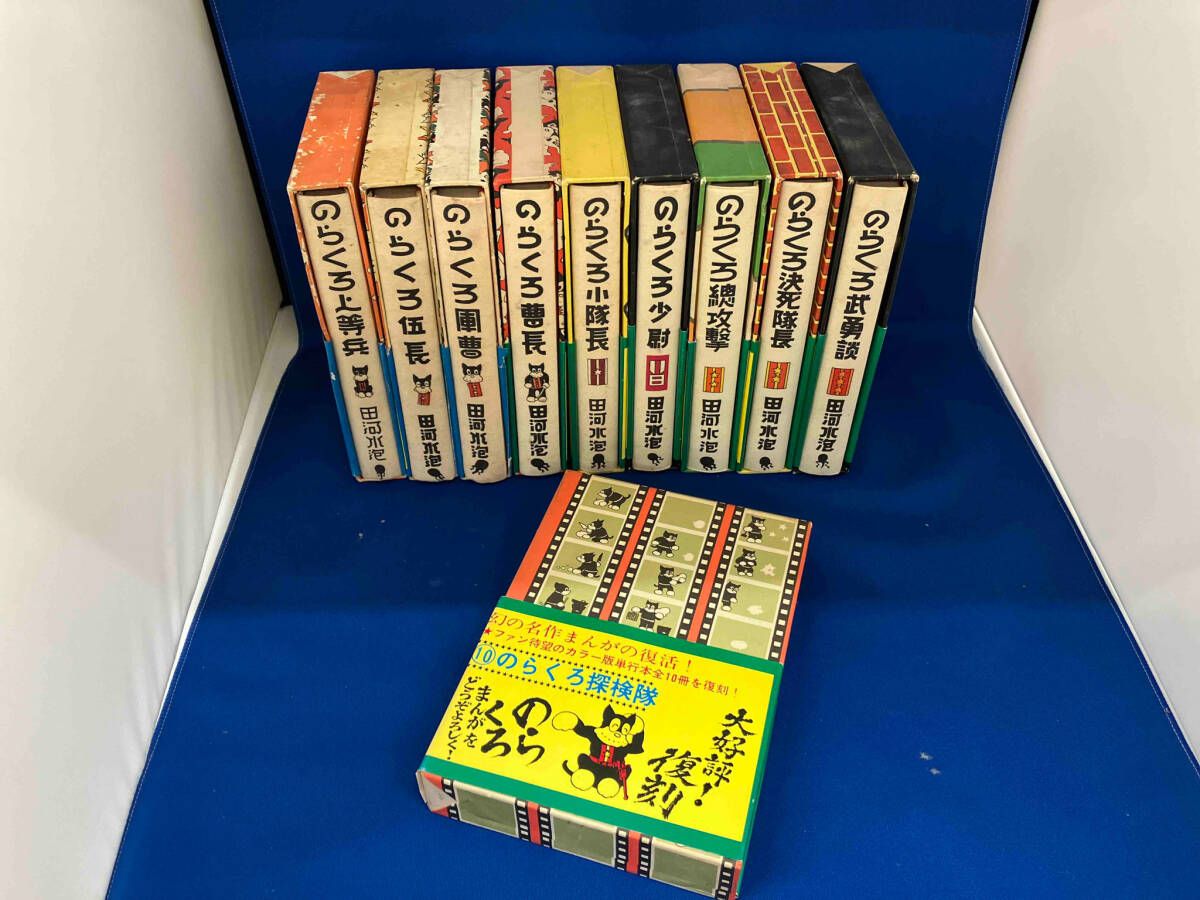 のらくろ上等兵
田河水泡
のらくろ伍長
田河水泡
のらくろ軍曹
田河水泡
のらくろ曹長
田河水泡
のらくろ小隊長
田河水泡
のらくろ少尉
田河水泡
のらくろ總攻撃
田河水泡
のらくろ決死隊長
田河水泡
のらくろ武勇談
田河水泡
幻の名作まんがの復活!
★ファン待望のカラー版単行本全10冊を復刻!
⑩のらくろ探検隊
大好評!
復刻
のら
くろ
まんがを
どうぞよろしく!